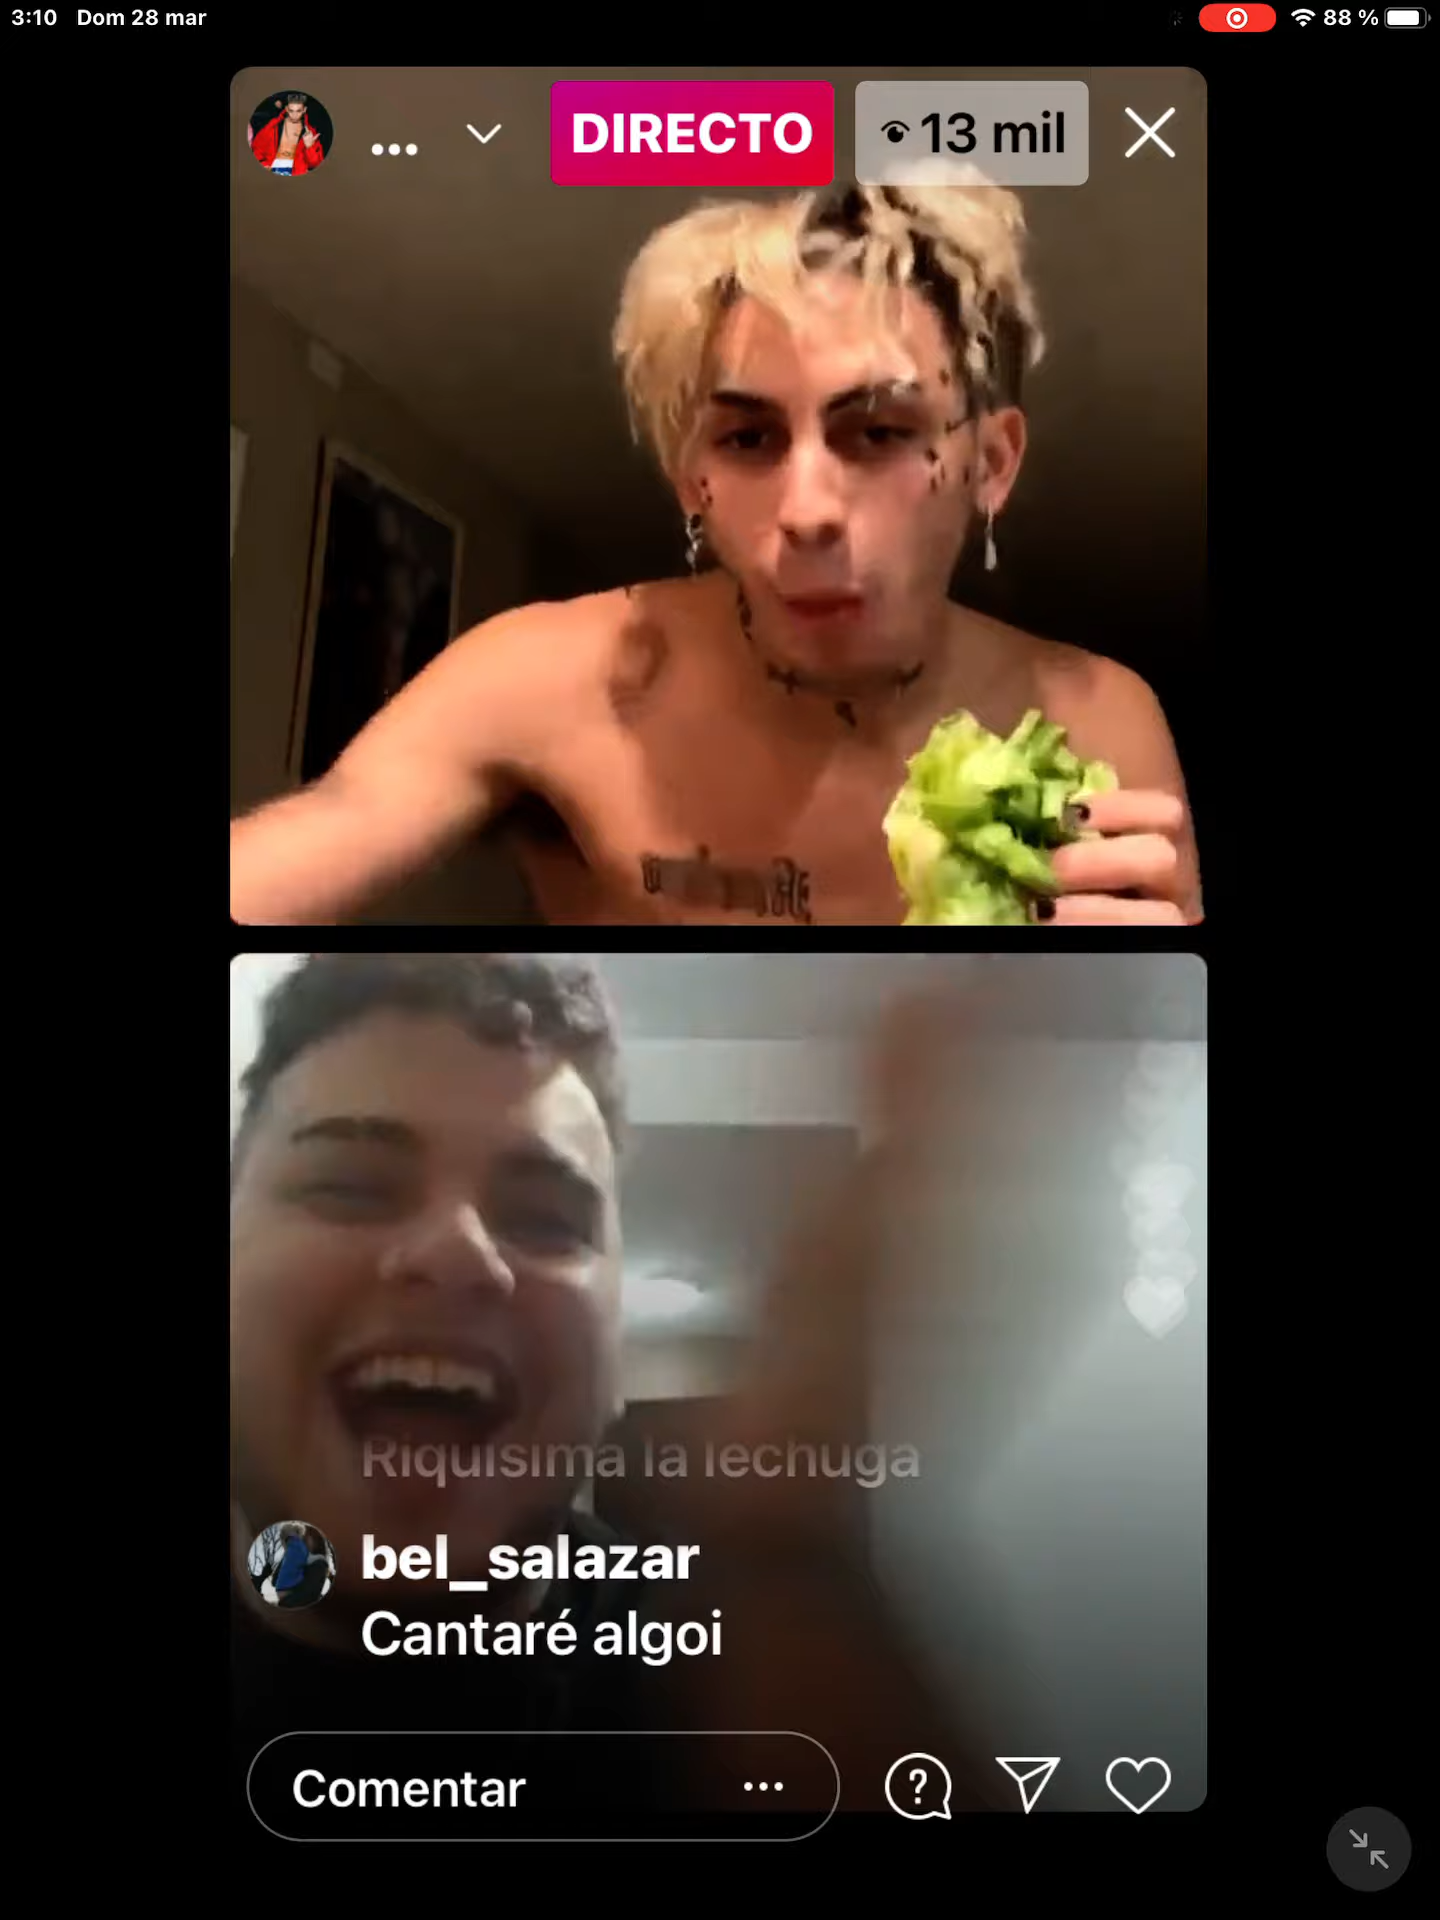 3:10 Dom 28 mar
88 %
... DIRECTO 13 mil
Riquísima la lechuga
bel_salazar
Cantaré algoi
Comentar